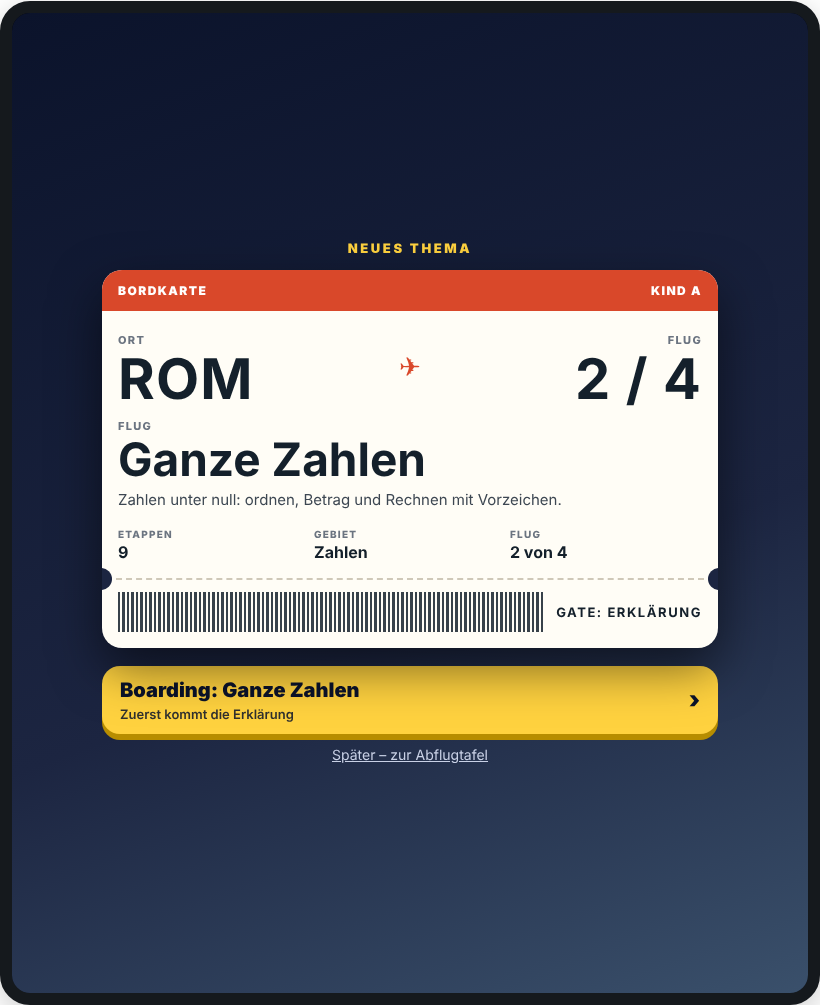 NEUES THEMA
BORDKARTE KIND A
ORT FLUG
ROM 2 / 4
FLUG
Ganze Zahlen
Zahlen unter null: ordnen, Betrag und Rechnen mit Vorzeichen.
ETAPPEN GEBIET FLUG
9 Zahlen 2 von 4
GATE: ERKLÄRUNG
Boarding: Ganze Zahlen
Zuerst kommt die Erklärung
Später – zur Abflugtafel